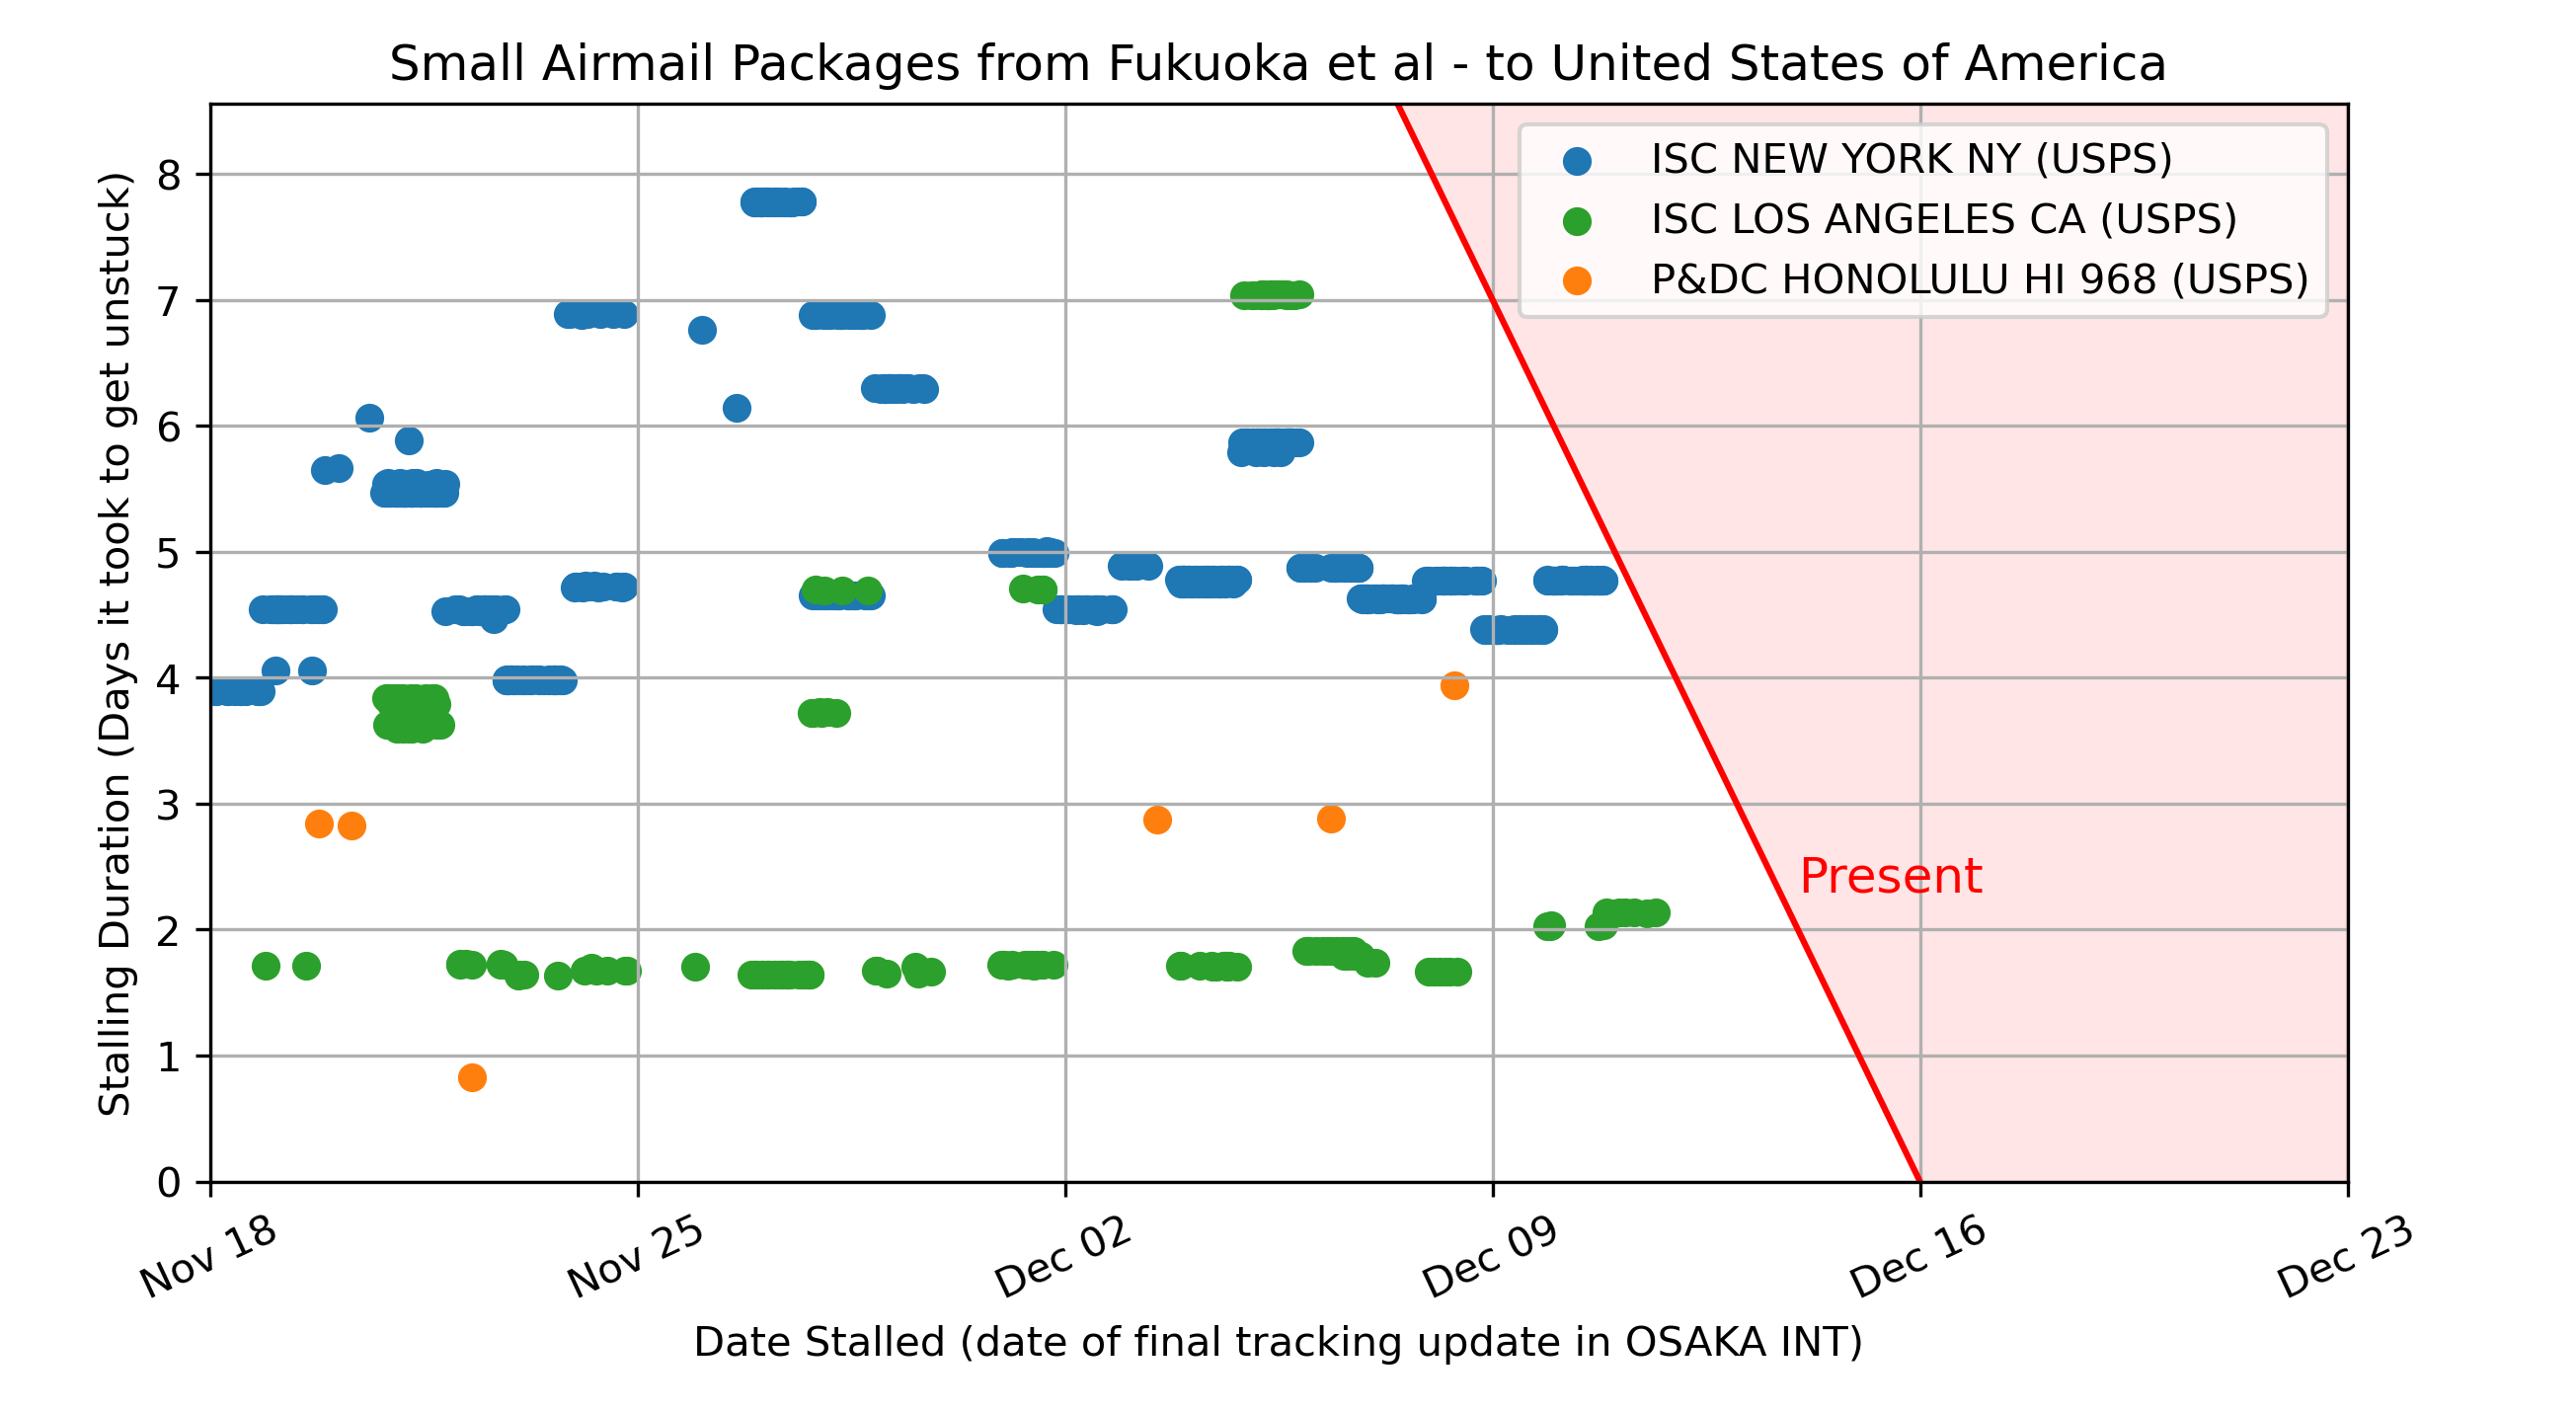 Small Airmail Packages from Fukuoka et al - to United States of America
Stalling Duration (Days it took to get unstuck)
8
7
6
5
4
3
2
1
0
ISC NEW YORK NY (USPS)
ISC LOS ANGELES CA (USPS)
P&DC HONOLULU HI 968 (USPS)
Present
Nov 18
Nov 25
Dec 02
Dec 09
Dec 16
Dec 23
Date Stalled (date of final tracking update in OSAKA INT)